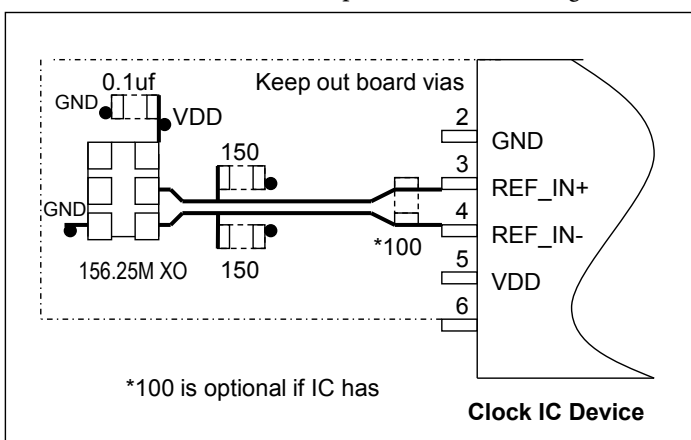 0.1uf
Keep out board vias
GND
VDD
2
GND
150
3
REF_IN+
GND
4
REF_IN-
*100
156.25M XO
150
5
VDD
6
*100 is optional if IC has
Clock IC Device